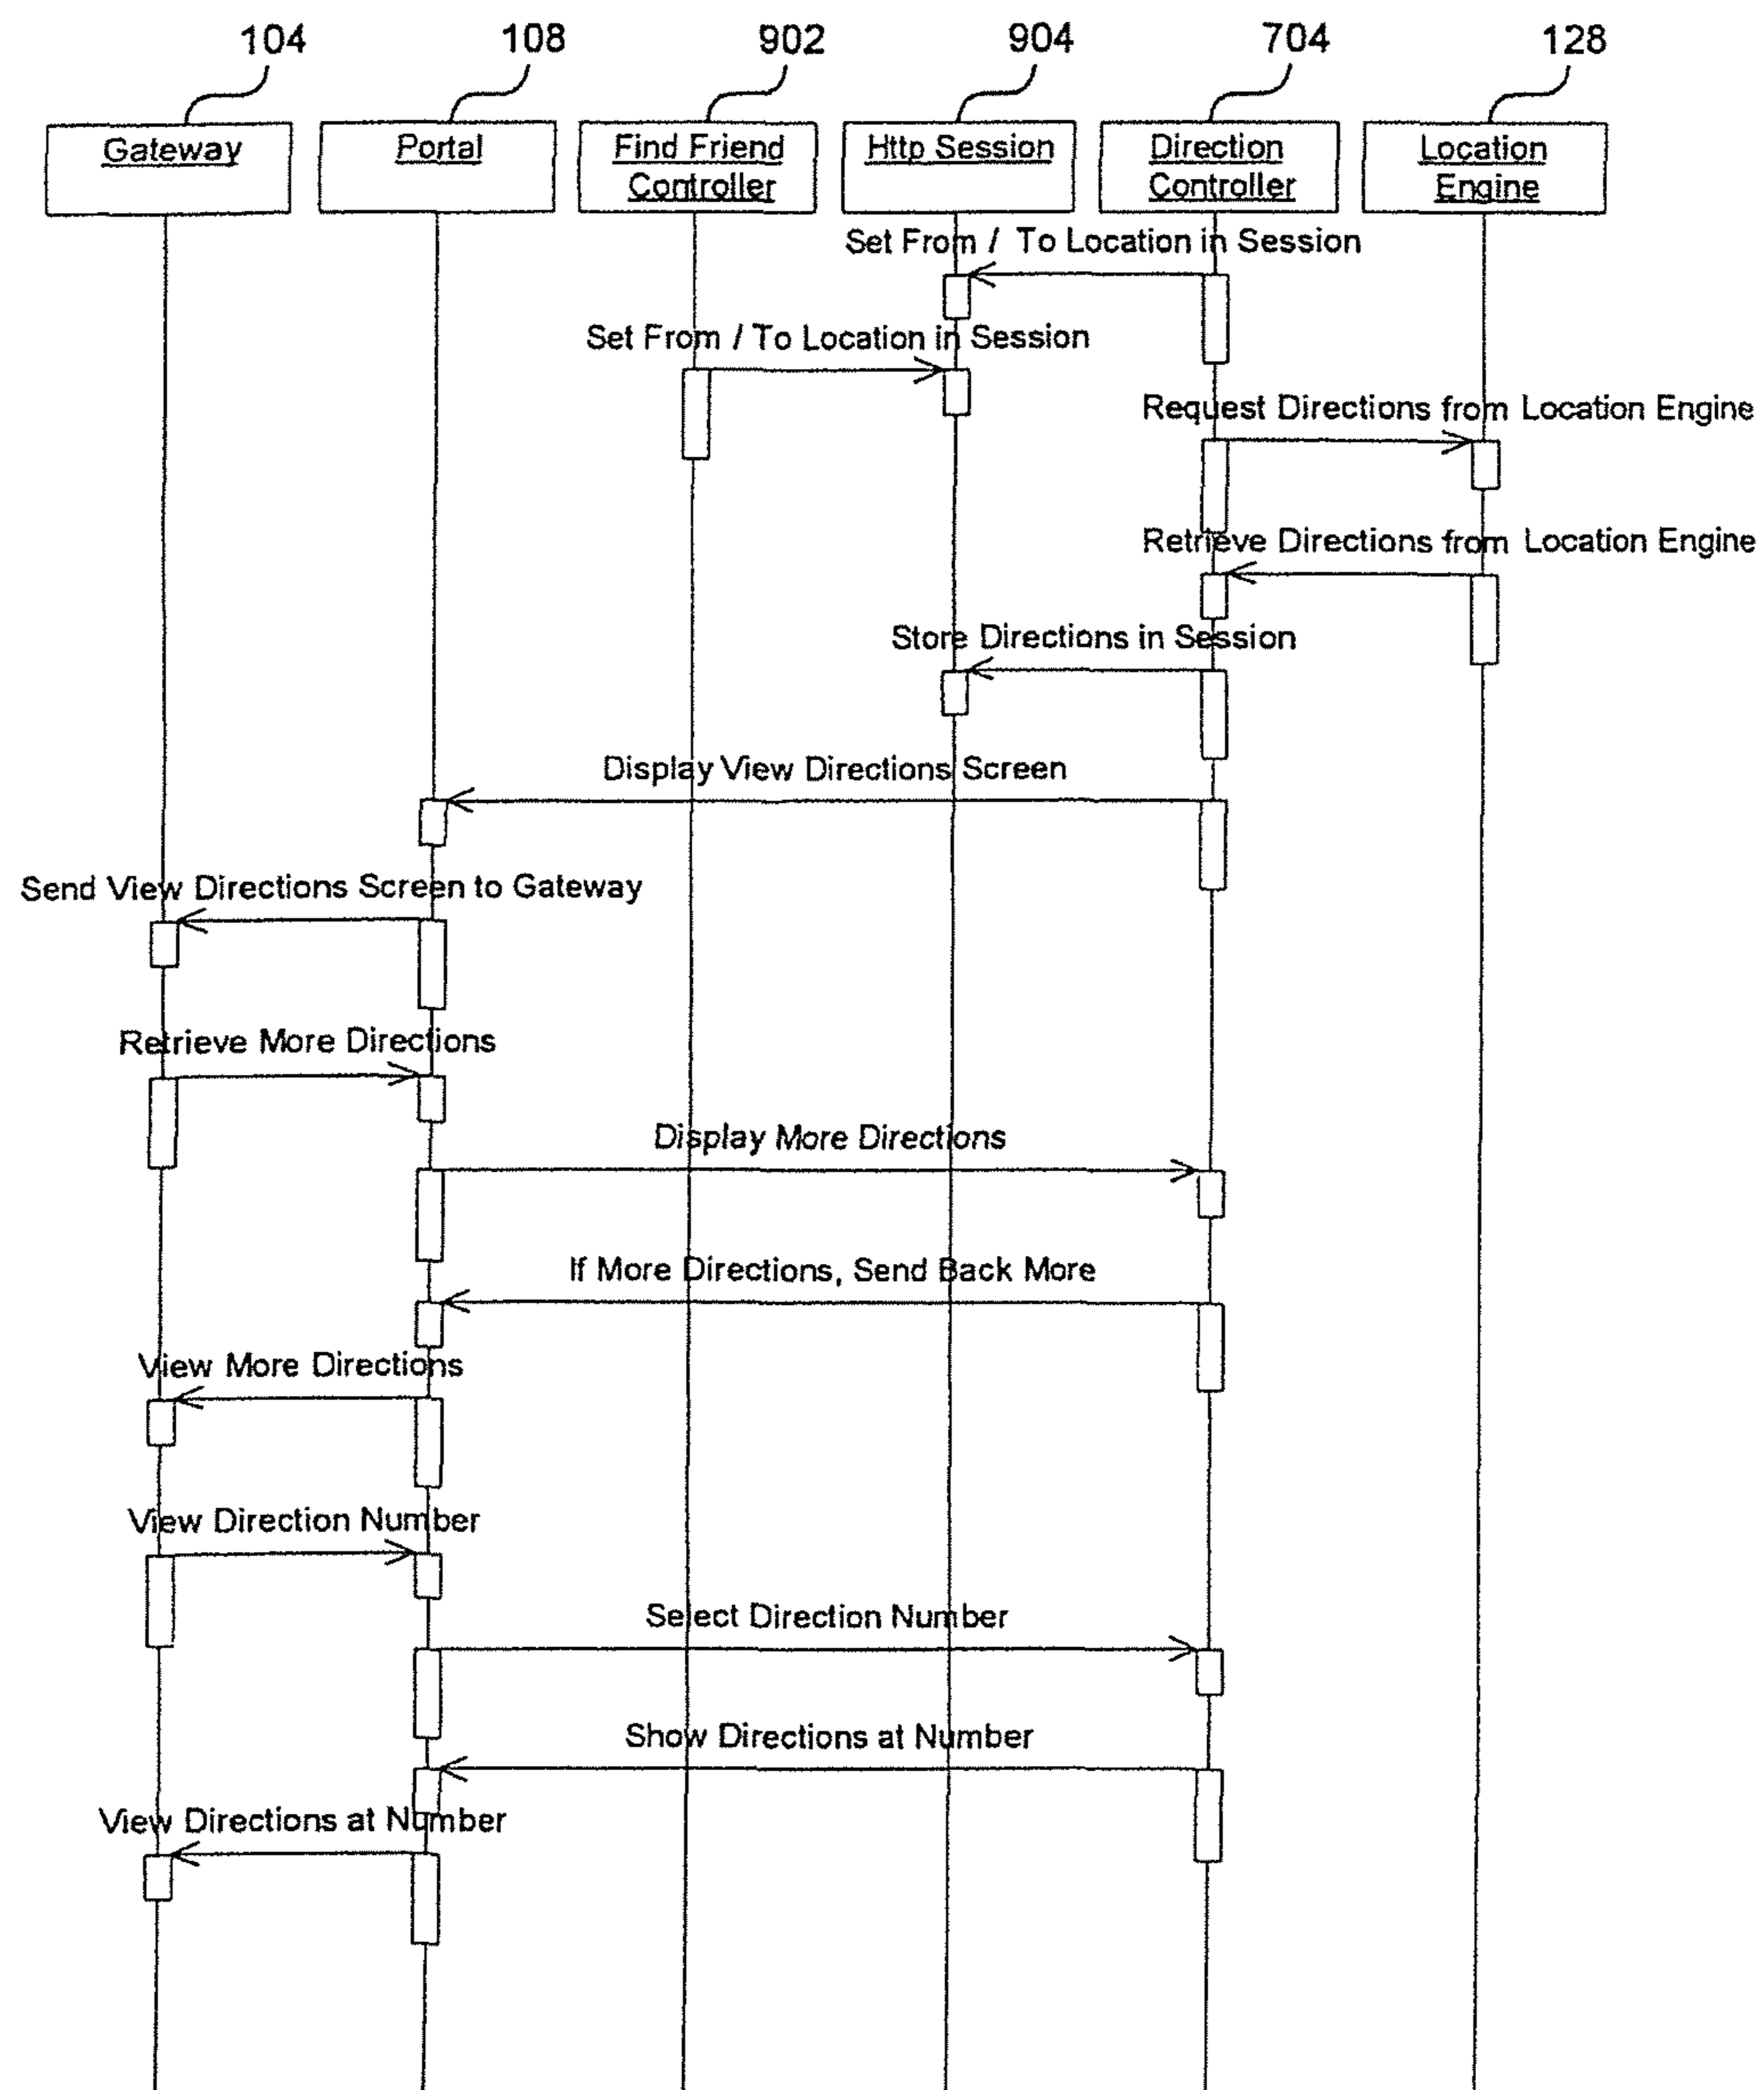 104 108 902 904 704 128
Gateway
Portal
Find Friend
Controller
Http Session
Direction
Controller
Location
Engine
Set From / To Location in Session
Set From / To Location in Session
Request Directions from Location Engine
Retrieve Directions from Location Engine
Store Directions in Session
Display View Directions Screen
Send View Directions Screen to Gateway
Retrieve More Directions
Display More Directions
If More Directions, Send Back More
View More Directions
View Direction Number
Select Direction Number
Show Directions at Number
View Directions at Number